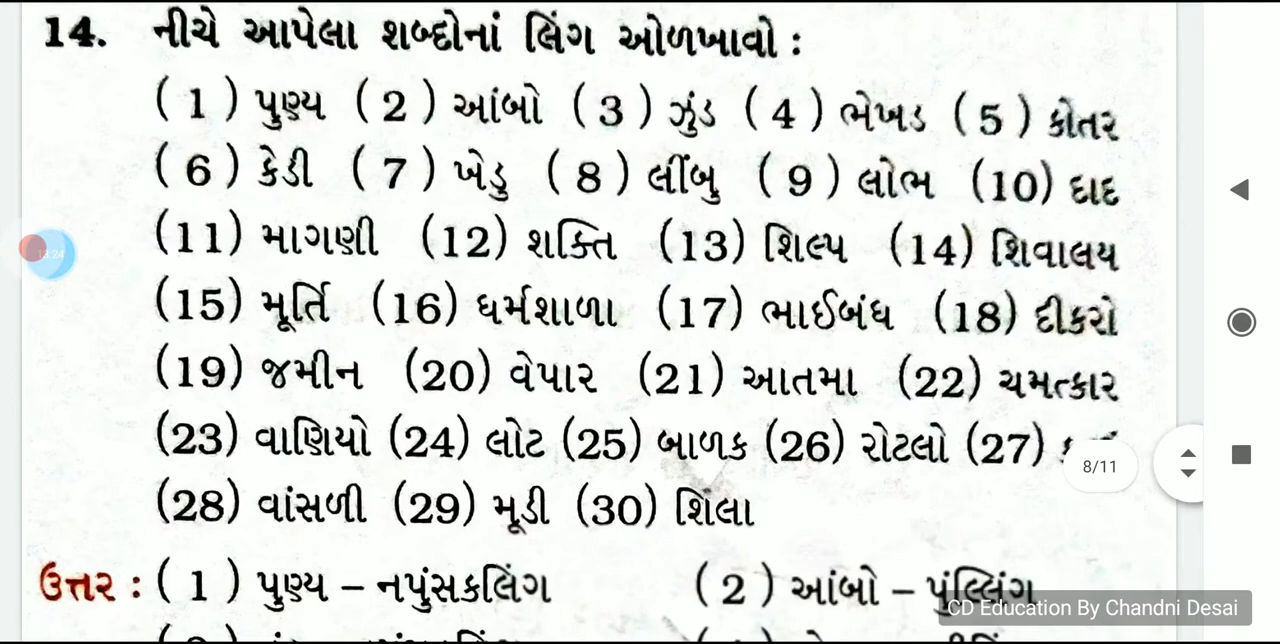 14. નીચે આપેલા શબ્દોનાં લિંગ ઓળખાવો :
( 1 ) પુણ્ય ( 2 ) આંબો ( 3 ) ઝુંડ ( 4 ) ભેખડ ( 5 ) કોતર
( 6 ) કેડી ( 7 ) ખેડુ ( 8 ) લીંબુ ( 9 ) લોભ (10) દાદ
(11) માગણી (12) શક્તિ (13) શિલ્પ (14) શિવાલય
(15) મૂર્તિ (16) ધર્મશાળા (17) ભાઈબંધ (18) દીકરો
(19) જમીન (20) વેપાર (21) આતમા (22) ચમત્કાર
(23) વાણિયો (24) લોટ (25) બાળક (26) રોટલો (27)
8/11
(28) વાંસળી (29) મૂડી (30) શિલા
ઉત્તર : ( 1 ) પુણ્ય – નપુંસકલિંગ ( 2 ) આંબો – પુંલ્લિંગ
CD Education By Chandni Desai